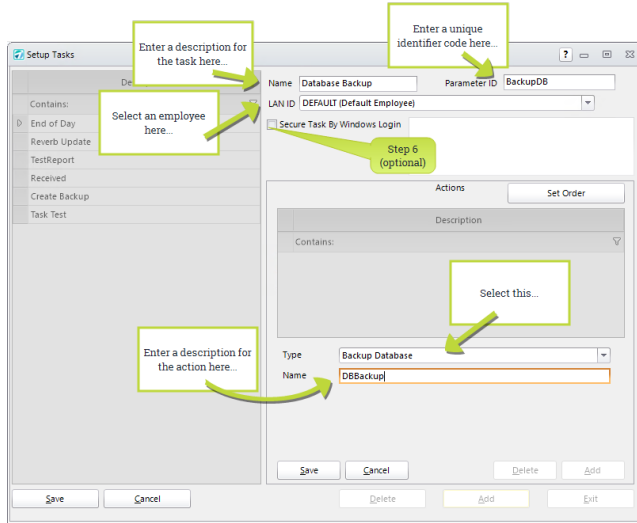 Enter a unique
identifier code here...
Setup Tasks
?
Enter a description for
the task here...
Name
Database Backup
Parameter ID
BackupDB
LAN ID
DEFAULT (Default Employee)
Contains:
Select an employee
here...
Secure Task By Windows Login
End of Day
Reverb Update
TestReport
Received
Create Backup
Task Test
Step 6
(optional)
Actions
Set Order
Description
Contains:
Select this...
Enter a description for
the action here...
Type
Backup Database
Name
DBBackup
Save
Cancel
Delete
Add
Save
Cancel
Delete
Add
Exit